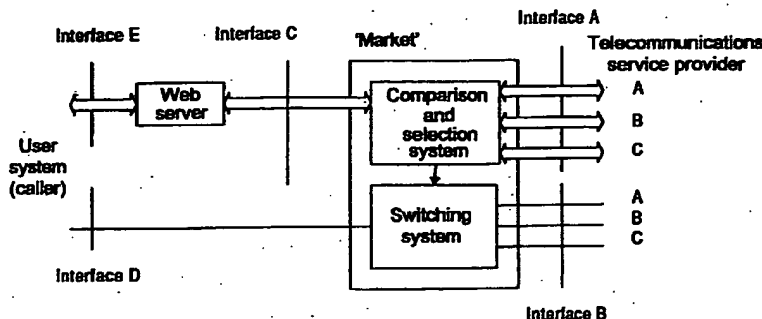 Interface A
Interface E
Interface C
'Market'
Telecommunications
service provider
Web
server
Comparison
and
selection
system
A
B
C
User
system
(caller)
Switching
system
A
B
C
Interface D
Interface B